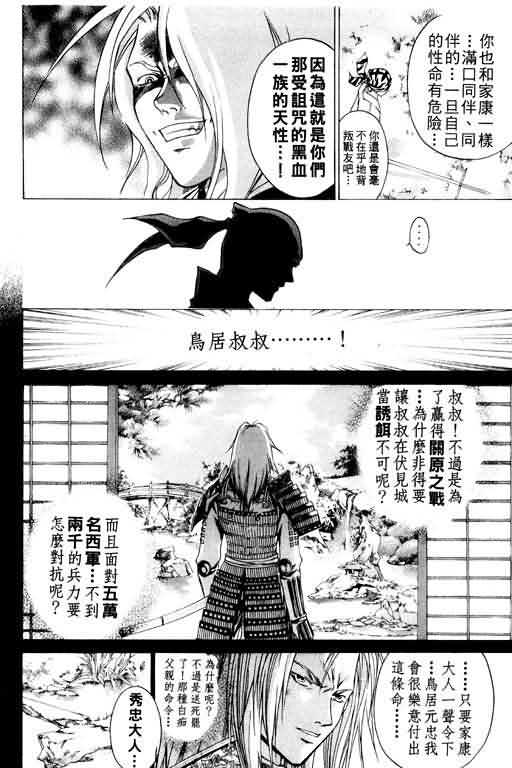 你也和家康一樣
…滿口同伴、同
伴的…一旦自己
的性命有危險…
你還是會毫
不在乎地背
叛戰友吧…
因為這就是你們
那受詛咒的黑血
一族的天性…！
…
鳥居叔叔………！
叔叔！不過是為
了贏得關原之戰
…為什麼非得要
讓叔叔在伏見城
當誘餌不可呢？
而且面對五萬
名西軍…不到
兩千的兵力要
怎麼對抗呢？
…只要家康
大人一聲令下
…鳥居元忠我
會很樂意付出
這條命…
為什麼呢？
不過是送死罷
了！那種白痴
父親的命令…
秀忠大人…